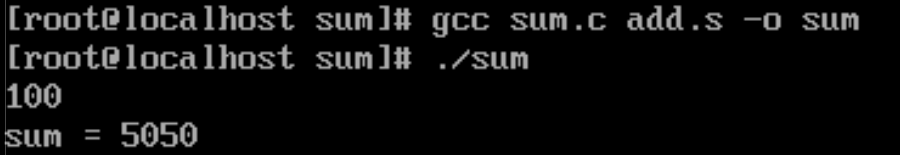 [root@localhost sum]# gcc sum.c add.s -o sum
[root@localhost sum]# ./sum
100
sum = 5050